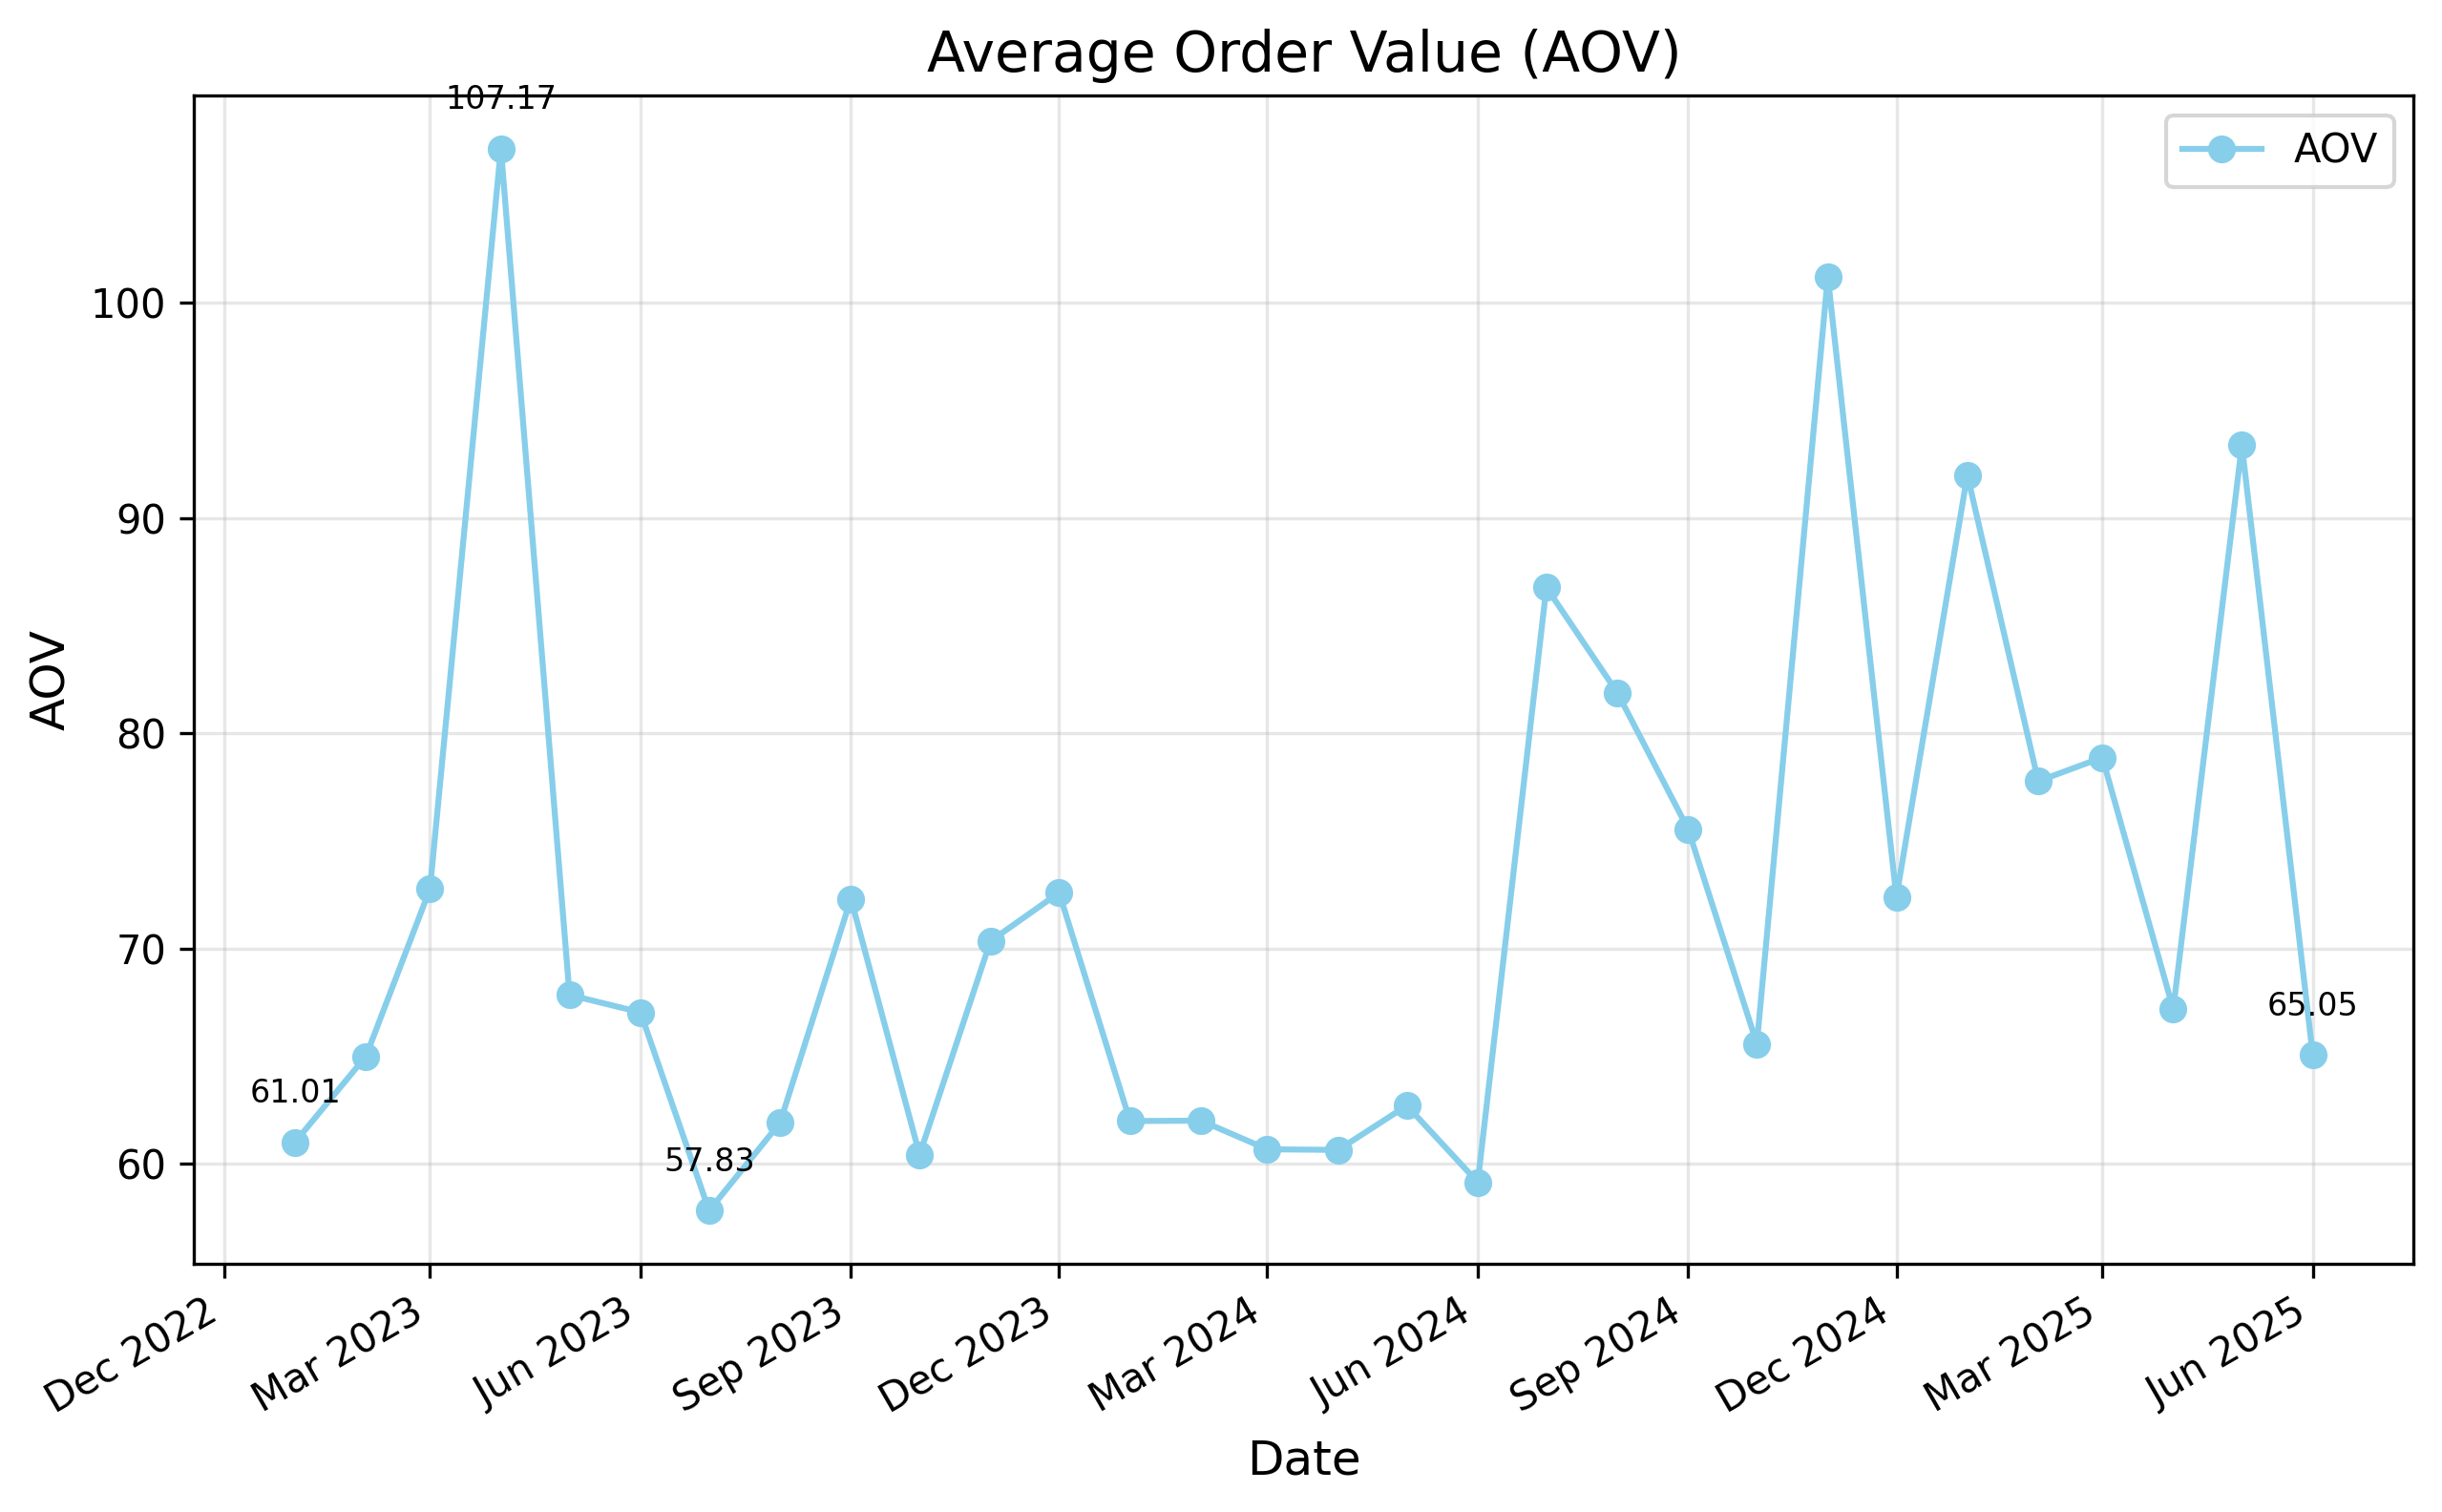 Average Order Value (AOV)
107.17
AOV
100
90
80
70
60
AOV
61.01
57.83
65.05
Dec 2022
Mar 2023
Jun 2023
Sep 2023
Dec 2023
Mar 2024
Jun 2024
Sep 2024
Dec 2024
Mar 2025
Jun 2025
Date